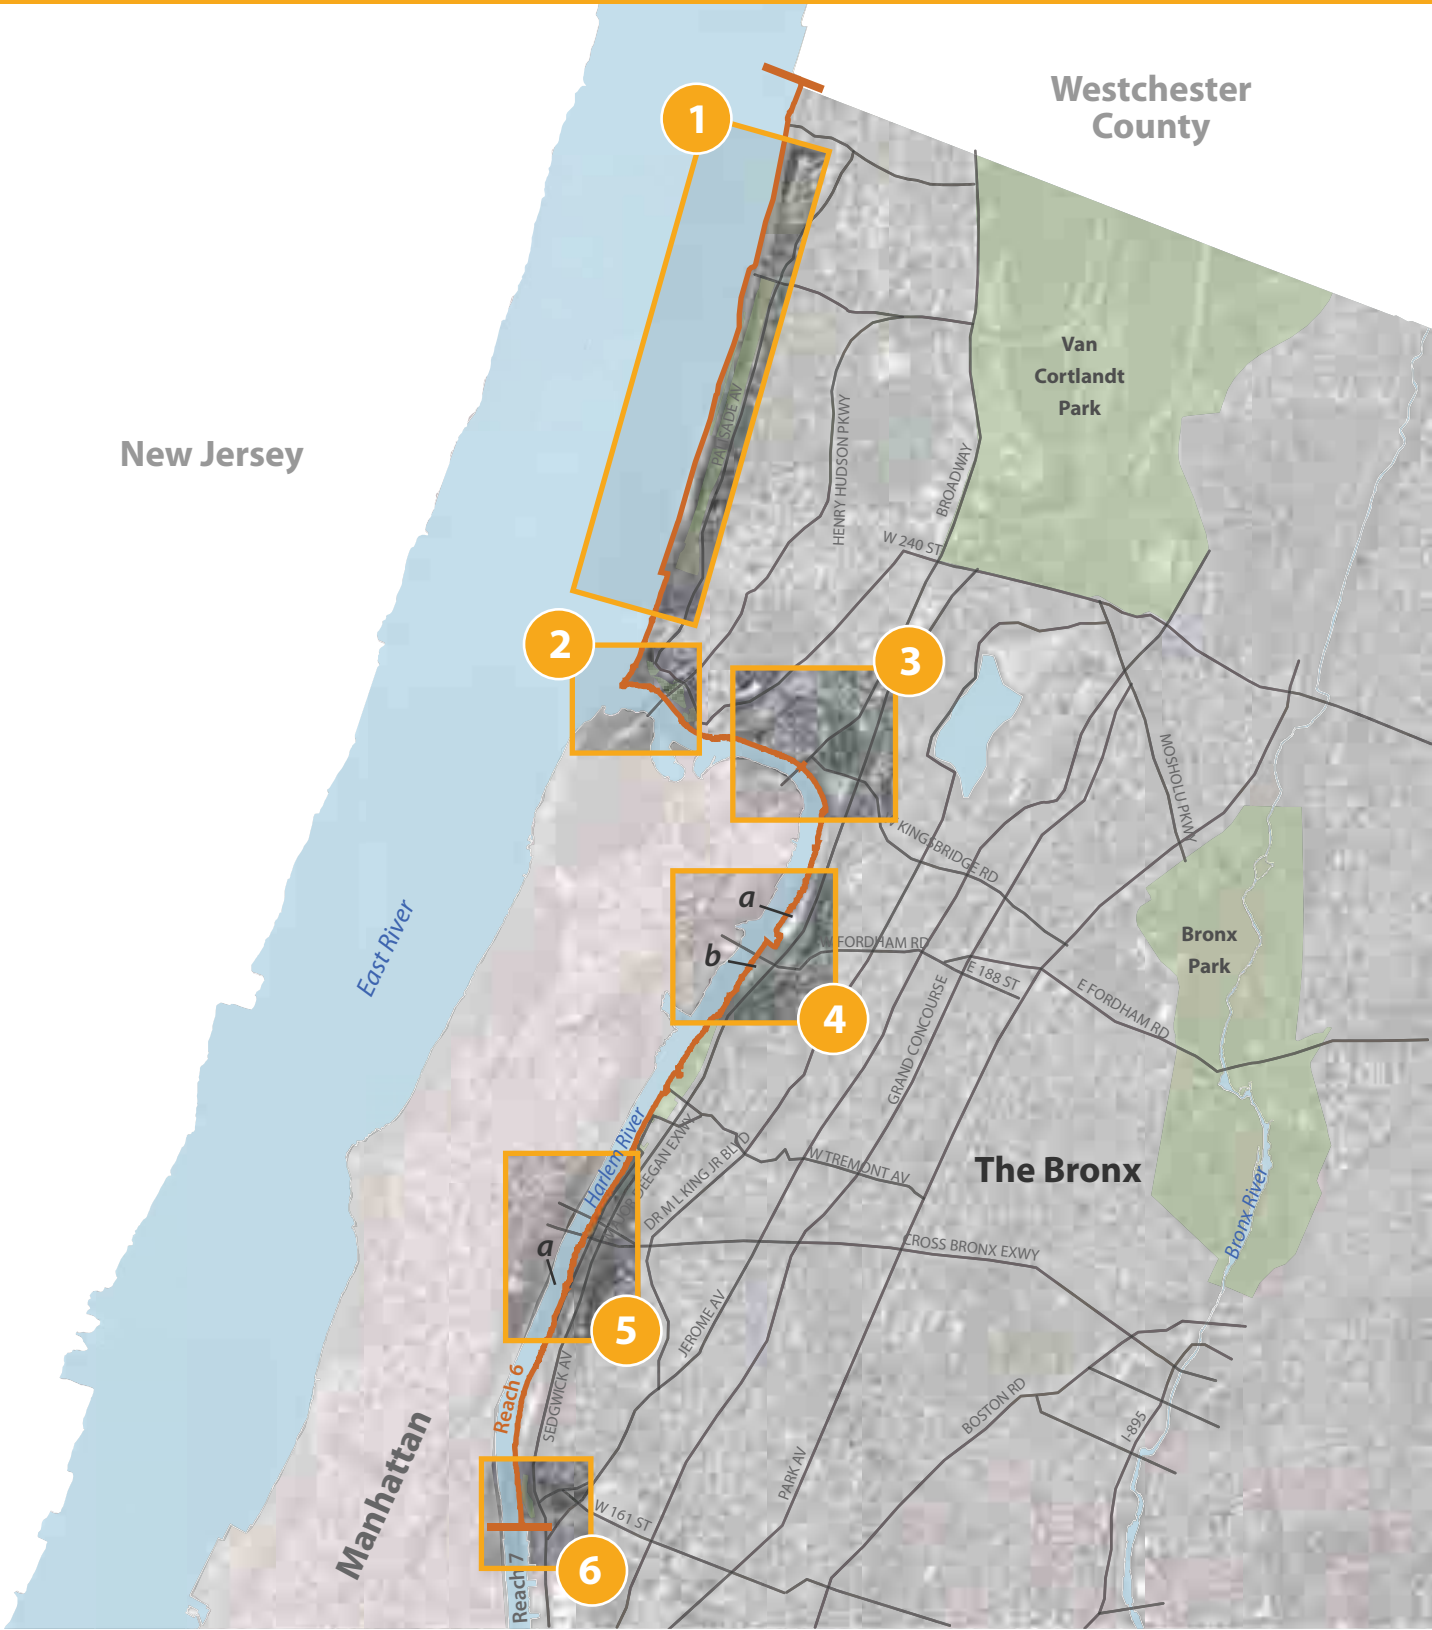 Westchester
County
1
Van
Cortlandt
Park
New Jersey
PALISADE AV
HENRY HUDSON PKWY
BROADWAY
W 240 ST
2
3
MOSHOLU PKWY
KINGSBRIDGE RD
a
b
FORDHAM RD
E 188 ST
Bronx
Park
East River
E FORDHAM RD
4
GRAND CONCOURSE
Harlem River
MAJOR DEEGAN EXWY
DR M L KING JR BLVD
W TREMONT AV
The Bronx
Bronx River
CROSS BRONX EXWY
a
5
JEROME AV
Reach 6
SEDGWICK AV
BOSTON RD
I-895
Manhattan
PARK AV
W 161 ST
6
Reach 7